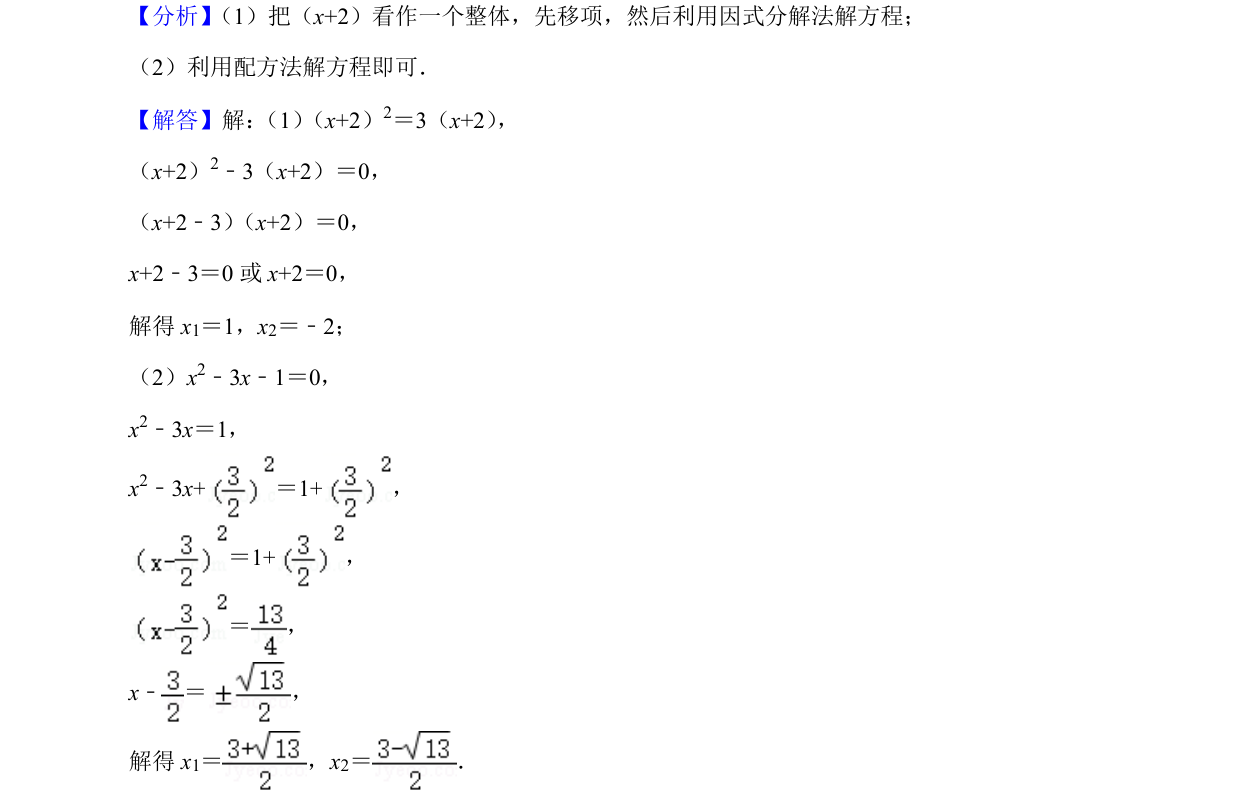 【分析】（1）把（x+2）看作一个整体，先移项，然后利用因式分解法解方程；
（2）利用配方法解方程即可．
【解答】解：（1）（x+2）²＝3（x+2），
（x+2）²﹣3（x+2）＝0，
（x+2﹣3）（x+2）＝0，
x+2﹣3＝0 或 x+2＝0，
解得 x₁＝1，x₂＝﹣2；
（2）x²﹣3x﹣1＝0，
x²﹣3x＝1，
x²﹣3x+(3/2)²＝1+(3/2)²，
(x-3/2)²＝1+(3/2)²，
(x-3/2)²＝13/4，
x﹣3/2＝±√13/2，
解得 x₁＝(3+√13)/2，x₂＝(3-√13)/2．